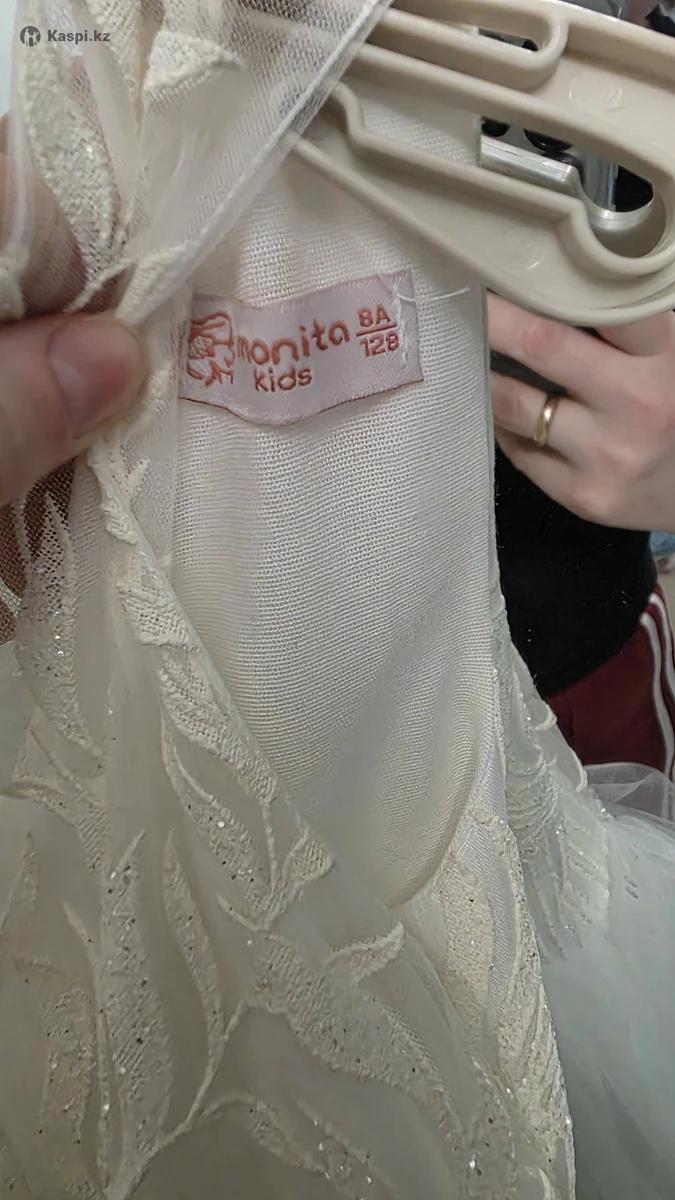 Kaspi.kz
monita
kids
8A
128